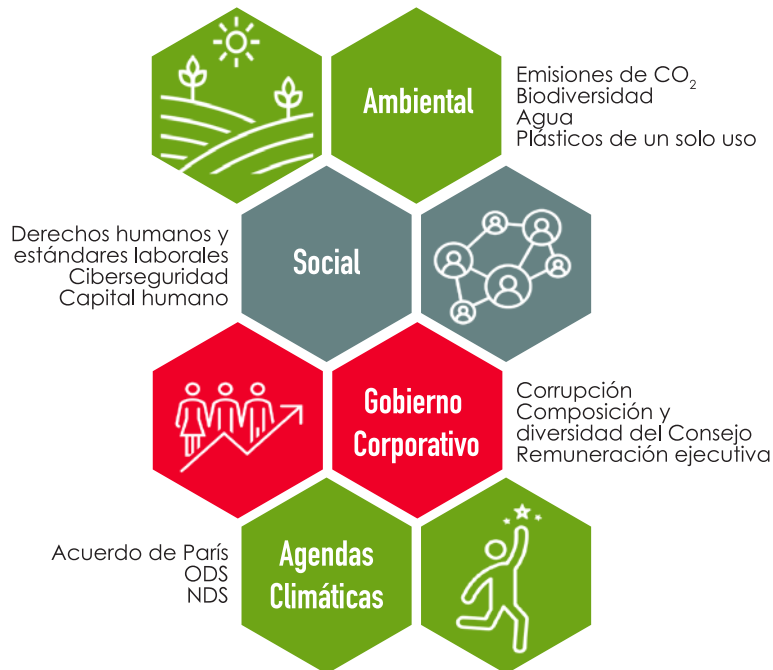 Ambiental
Emisiones de CO₂
Biodiversidad
Agua
Plásticos de un solo uso
Social
Derechos humanos y
estándares laborales
Ciberseguridad
Capital humano
Gobierno
Corporativo
Corrupción
Composición y
diversidad del Consejo
Remuneración ejecutiva
Agendas
Climáticas
Acuerdo de París
ODS
NDS